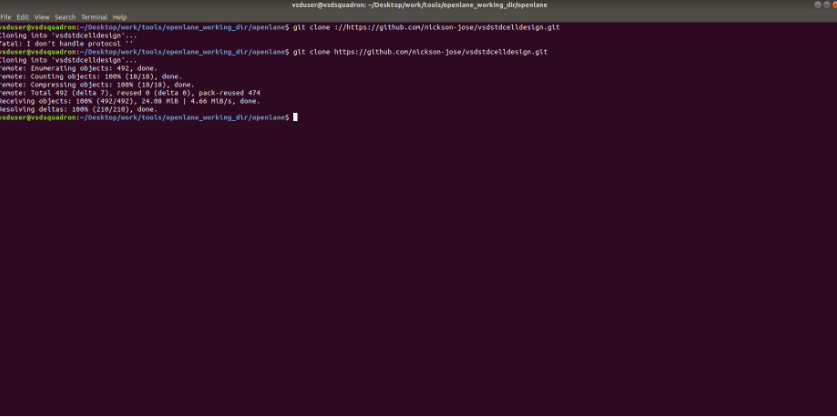 vsduser@vsdsquadron: ~/Desktop/work/tools/openlane_working_dir/openlane
File Edit View Search Terminal Help
vsduser@vsdsquadron:~/Desktop/work/tools/openlane_working_dir/openlane$ git clone ://https://github.com/nickson-jose/vsdstdcelldesign.git
Cloning into 'vsdstdcelldesign'...
fatal: I don't handle protocol ''
vsduser@vsdsquadron:~/Desktop/work/tools/openlane_working_dir/openlane$ git clone https://github.com/nickson-jose/vsdstdcelldesign.git
Cloning into 'vsdstdcelldesign'...
remote: Enumerating objects: 492, done.
remote: Counting objects: 100% (18/18), done.
remote: Compressing objects: 100% (18/18), done.
remote: Total 492 (delta 7), reused 0 (delta 0), pack-reused 474
Receiving objects: 100% (492/492), 24.08 MiB | 4.66 MiB/s, done.
Resolving deltas: 100% (210/210), done.
vsduser@vsdsquadron:~/Desktop/work/tools/openlane_working_dir/openlane$